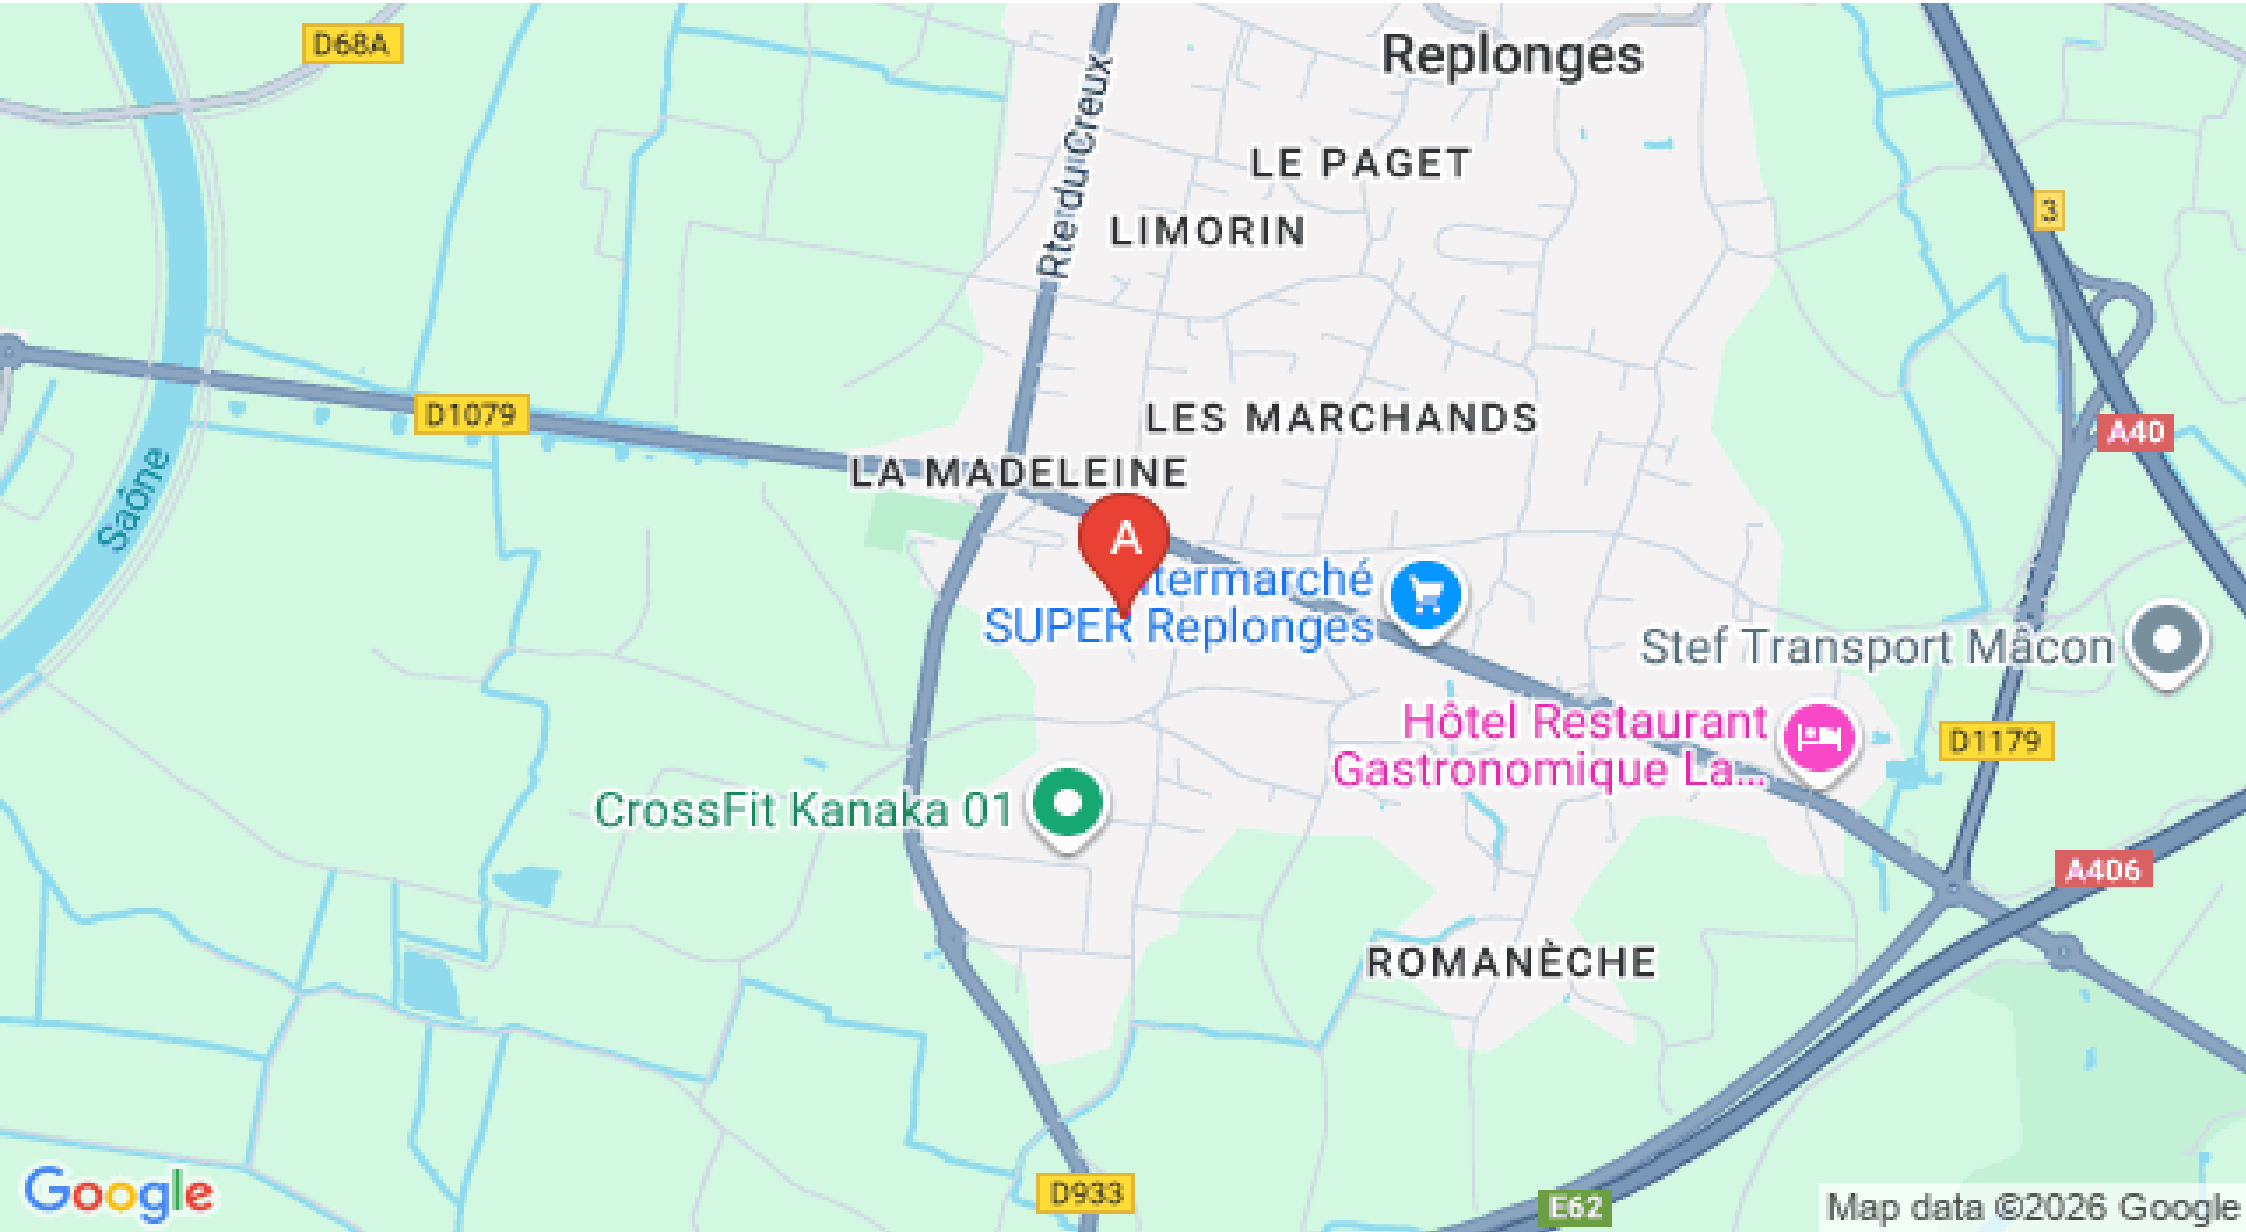 D68A
Replonges
Rte du Creux
LE PAGET
LIMORIN
3
D1079
LES MARCHANDS
A40
LA MADELEINE
Saône
A
termarché
SUPER Replonges
Stef Transport Mâcon
Hôtel Restaurant
Gastronomique La...
D1179
CrossFit Kanaka 01
A406
ROMANÈCHE
D933
E62
Google
Map data ©2026 Google